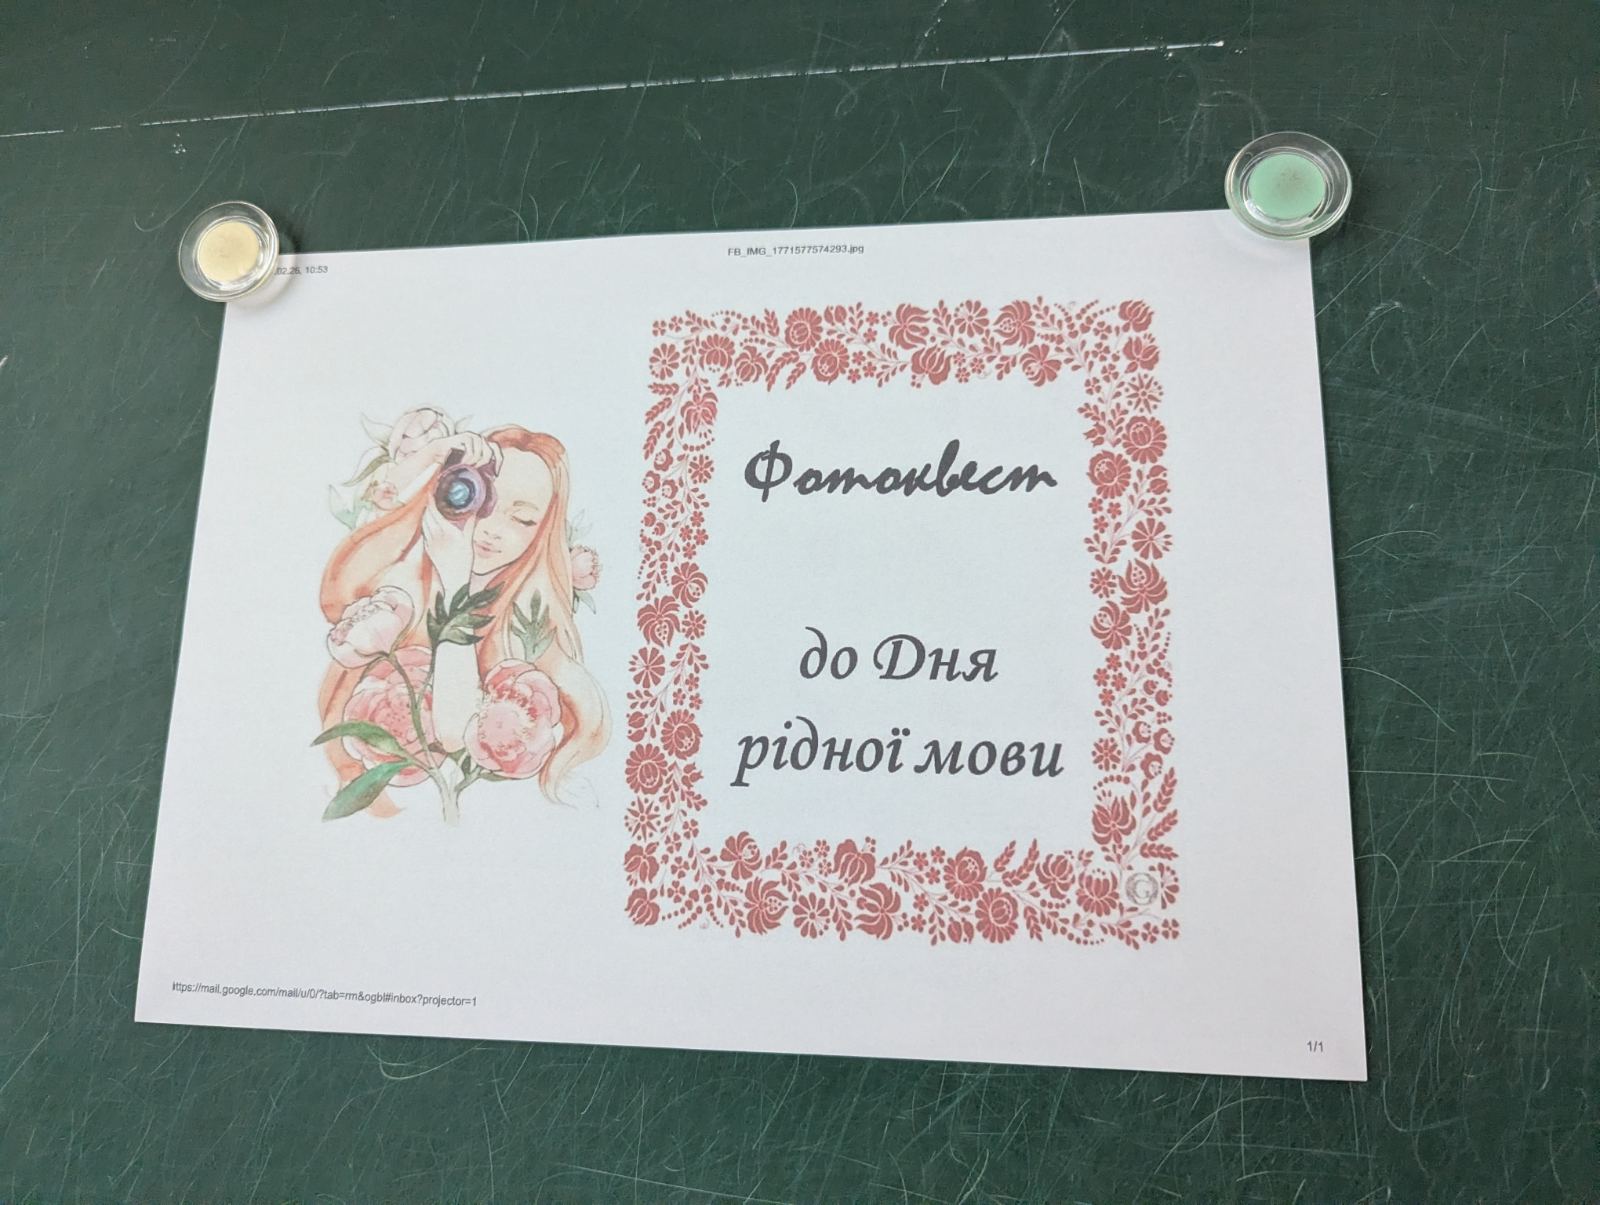 .02.26, 10:53
FB_IMG_1771577574293.jpg
Фотоквест
до Дня
рідної мови
https://mail.google.com/mail/u/0/?tab=rm&ogbl#inbox?projector=1
1/1